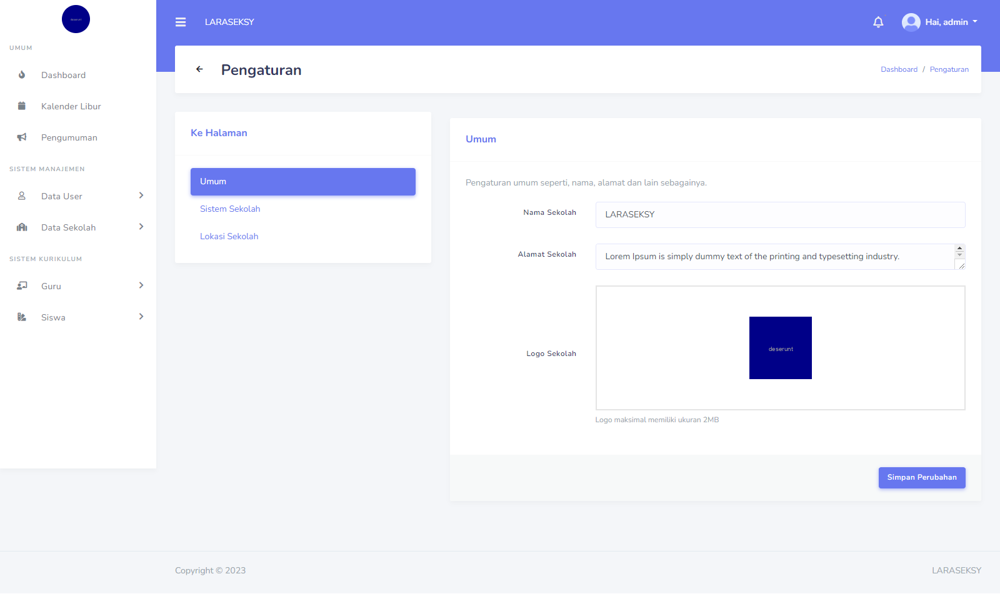 UMUM
Dashboard
Kalender Libur
Pengumuman
SISTEM MANAJEMEN
Data User
Data Sekolah
SISTEM KURIKULUM
Guru
Siswa
LARASEKSY
Hai, admin
Pengaturan
Dashboard / Pengaturan
Ke Halaman
Umum
Sistem Sekolah
Lokasi Sekolah
Umum
Pengaturan umum seperti, nama, alamat dan lain sebagainya.
Nama Sekolah
LARASEKSY
Alamat Sekolah
Lorem Ipsum is simply dummy text of the printing and typesetting industry.
Logo Sekolah
deserunt
Logo maksimal memiliki ukuran 2MB
Simpan Perubahan
Copyright © 2023
LARASEKSY